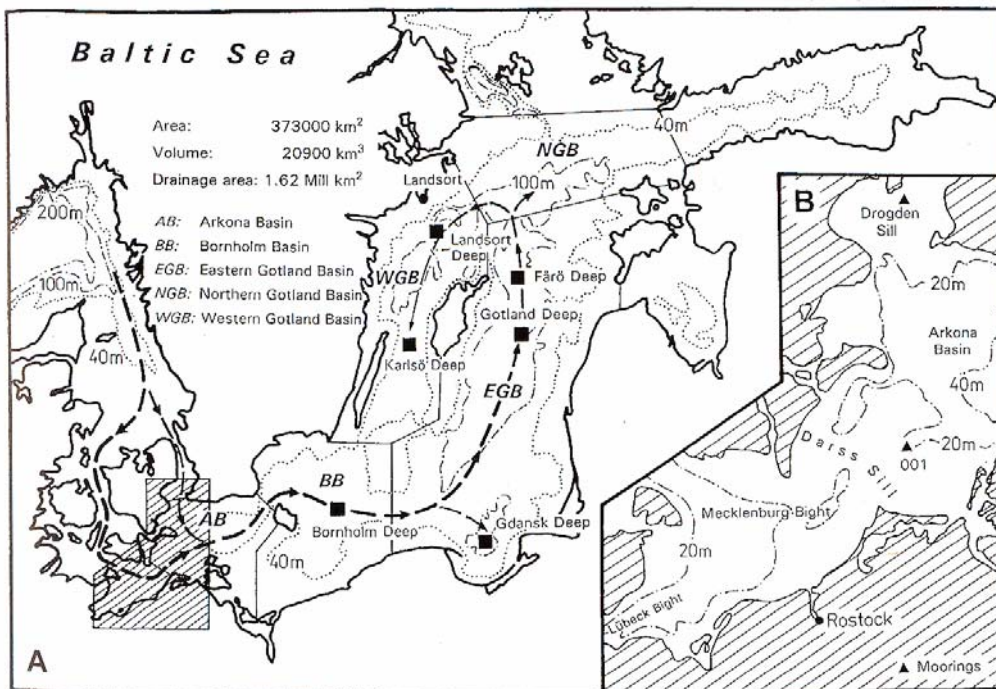 Baltic Sea
Area: 373000 km²
Volume: 20900 km³
Drainage area: 1.62 Mill km²
AB: Arkona Basin
BB: Bornholm Basin
EGB: Eastern Gotland Basin
NGB: Northern Gotland Basin
WGB: Western Gotland Basin
200m
100m
40m
Landsort
NGB
40m
100m
Landsort Deep
WGB
Fårö Deep
Gotland Deep
Karlsö Deep
EGB
BB
AB
Bornholm Deep
Gdansk Deep
40m
A
B
Drogden
Sill
20m
Arkona
Basin
40m
Darss Sill
20m
001
Mecklenburg Bight
20m
Lübeck Bight
Rostock
▲ Moorings